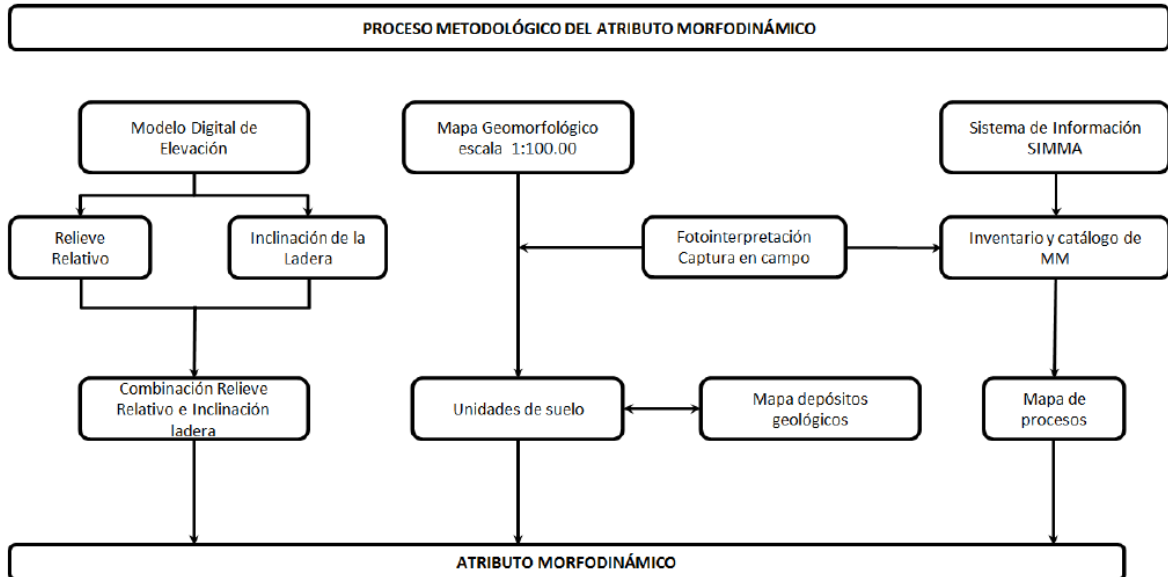 PROCESO METODOLÓGICO DEL ATRIBUTO MORFODINÁMICO
Modelo Digital de
Elevación
Mapa Geomorfológico
escala 1:100.00
Sistema de Información
SIMMA
Relieve
Relativo
Inclinación de la
Ladera
Fotointerpretación
Captura en campo
Inventario y catálogo de
MM
Combinación Relieve
Relativo e Inclinación
ladera
Unidades de suelo
Mapa depósitos
geológicos
Mapa de
procesos
ATRIBUTO MORFODINÁMICO